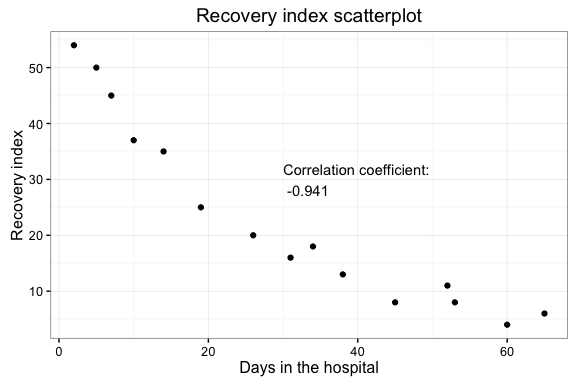 Recovery index scatterplot
Recovery index
50
40
30
20
10
Correlation coefficient:
-0.941
0
20
40
60
Days in the hospital